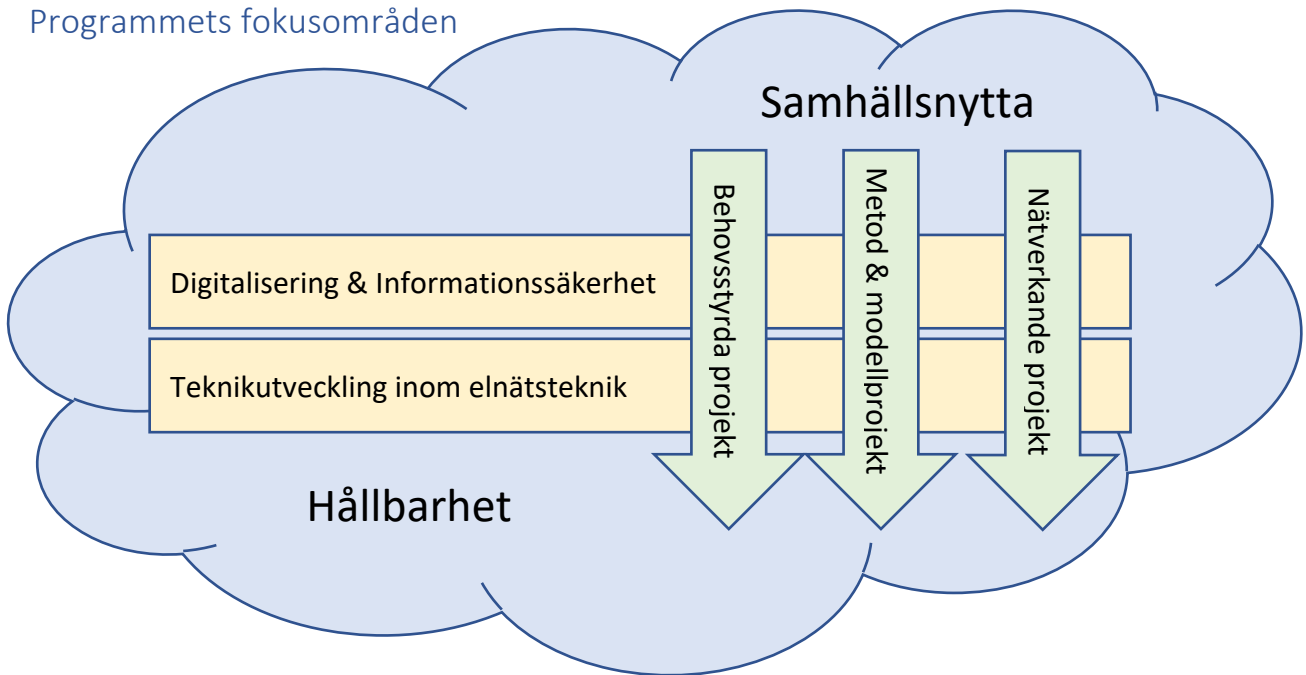 Programmets fokusområden
Samhällsnytta
Behovsstyrda projekt
Metod & modellprojekt
Nätverkande projekt
Digitalisering & Informationssäkerhet
Teknikutveckling inom elnätsteknik
Hållbarhet